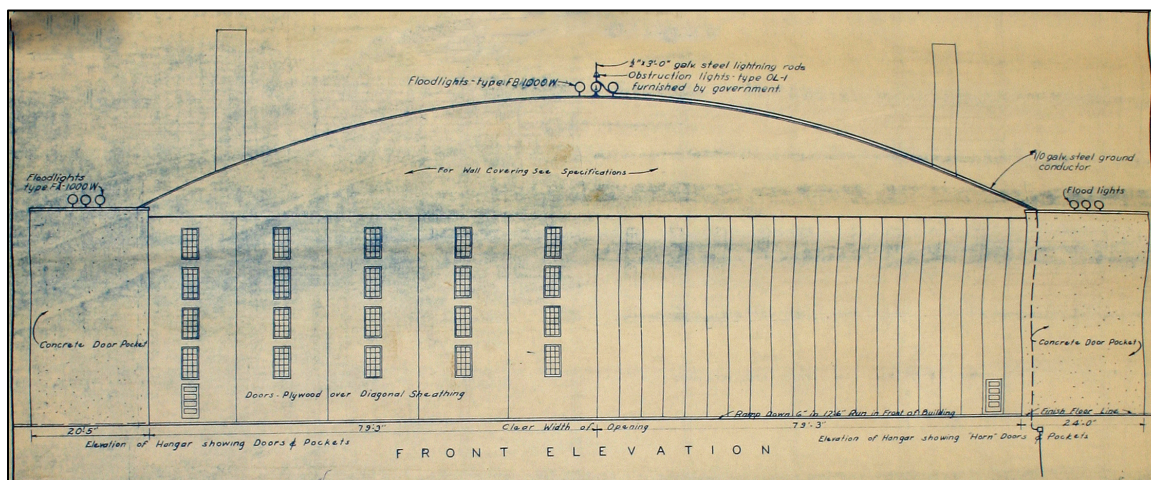 ½"x3'-0" galv. steel lightning rods
Floodlights-type FB-1000W
Obstruction lights-type OL-1
furnished by government.
1/0 galv. steel ground
conductor
Floodlights
type FA-1000W
For Wall Covering See Specifications
Flood lights
Concrete Door Pocket
Concrete Door Pocket
Doors-Plywood over Diagonal Sheathing
Ramp Down 6" in 12'-6" Run in Front of Building
Finish Floor Line
20'-5"
79'-3"
Clear Width of Opening
79'-3"
24'-0"
Elevation of Hangar showing Doors & Pockets
Elevation of Hangar showing "Horn" Doors & Pockets
FRONT ELEVATION